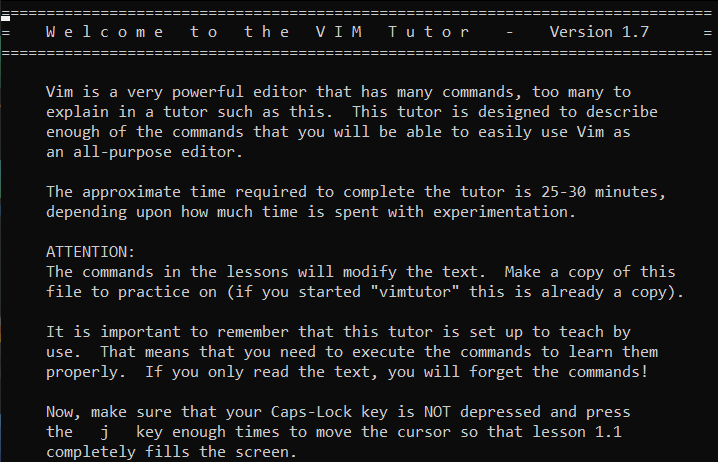 ===============================================================================
=    W e l c o m e   t o   t h e   V I M   T u t o r    -    Version 1.7      =
===============================================================================
Vim is a very powerful editor that has many commands, too many to
explain in a tutor such as this.  This tutor is designed to describe
enough of the commands that you will be able to easily use Vim as
an all-purpose editor.
The approximate time required to complete the tutor is 25-30 minutes,
depending upon how much time is spent with experimentation.
ATTENTION:
The commands in the lessons will modify the text.  Make a copy of this
file to practice on (if you started "vimtutor" this is already a copy).
It is important to remember that this tutor is set up to teach by
use.  That means that you need to execute the commands to learn them
properly.  If you only read the text, you will forget the commands!
Now, make sure that your Caps-Lock key is NOT depressed and press
the   j   key enough times to move the cursor so that lesson 1.1
completely fills the screen.